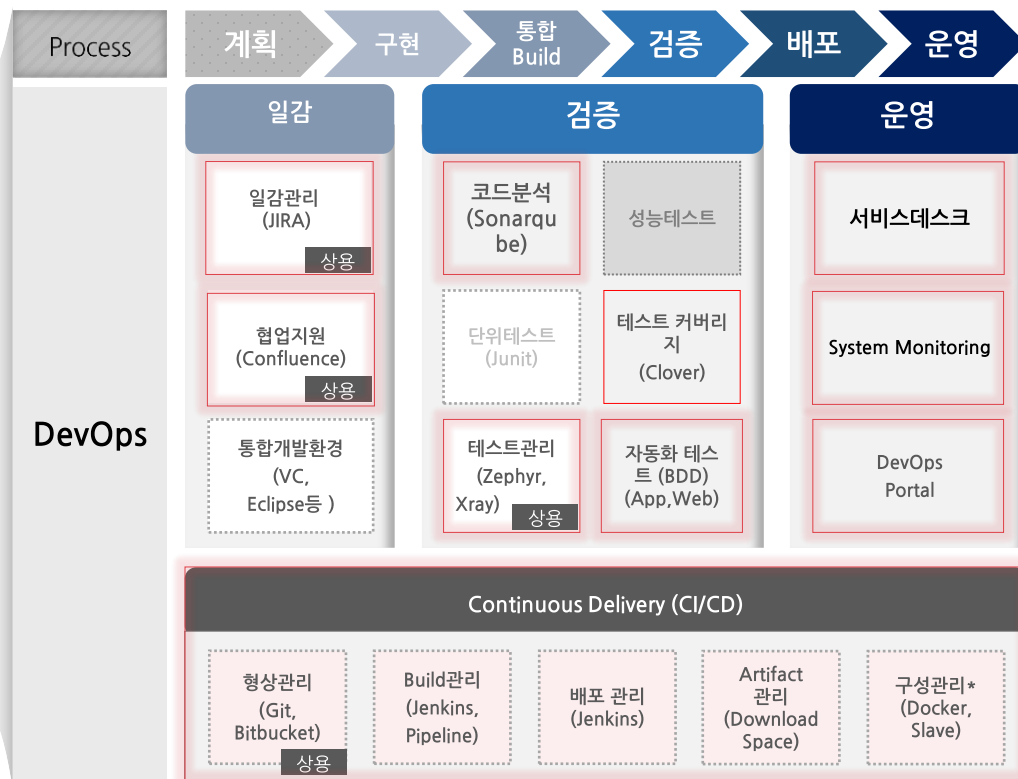 Process
계획
구현
통합
Build
검증
배포
운영
DevOps
일감
일감관리
(JIRA)
상용
협업지원
(Confluence)
상용
통합개발환경
(VC,
Eclipse등 )
검증
코드분석
(Sonarqu
be)
성능테스트
단위테스트
(Junit)
테스트 커버리
지
(Clover)
테스트관리
(Zephyr,
Xray)
상용
자동화 테스
트 (BDD)
(App,Web)
운영
서비스데스크
System Monitoring
DevOps
Portal
Continuous Delivery (CI/CD)
형상관리
(Git,
Bitbucket)
상용
Build관리
(Jenkins,
Pipeline)
배포 관리
(Jenkins)
Artifact
관리
(Download
Space)
구성관리*
(Docker,
Slave)